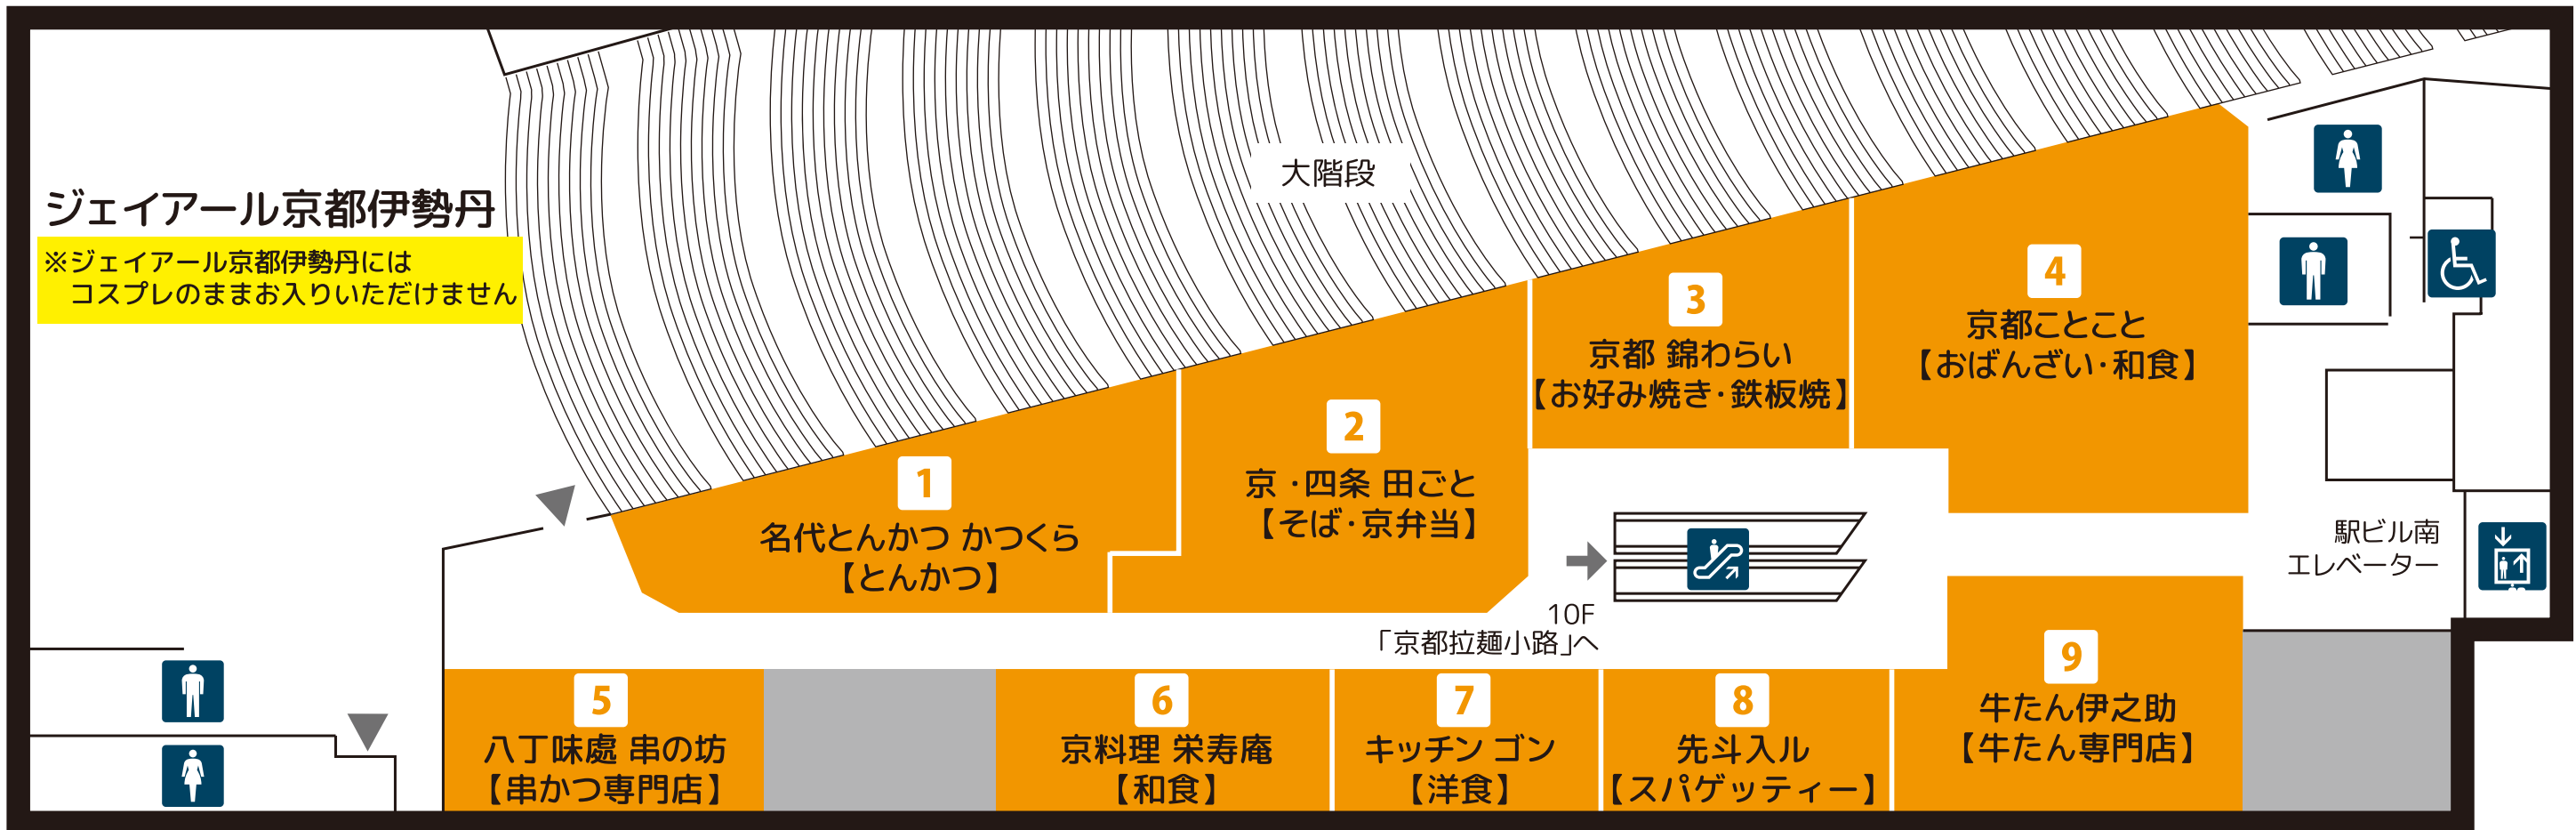 大階段
ジェイアール京都伊勢丹
※ジェイアール京都伊勢丹には
コスプレのままお入りいただけません
1
名代とんかつ かつくら
【とんかつ】
2
京・四条 田ごと
【そば・京弁当】
3
京都 錦わらい
【お好み焼き・鉄板焼】
4
京都ことこと
【おばんざい・和食】
駅ビル南
エレベーター
10F
「京都拉麺小路」へ
5
八丁味處 串の坊
【串かつ専門店】
6
京料理 栄寿庵
【和食】
7
キッチン ゴン
【洋食】
8
先斗入ル
【スパゲッティー】
9
牛たん伊之助
【牛たん専門店】